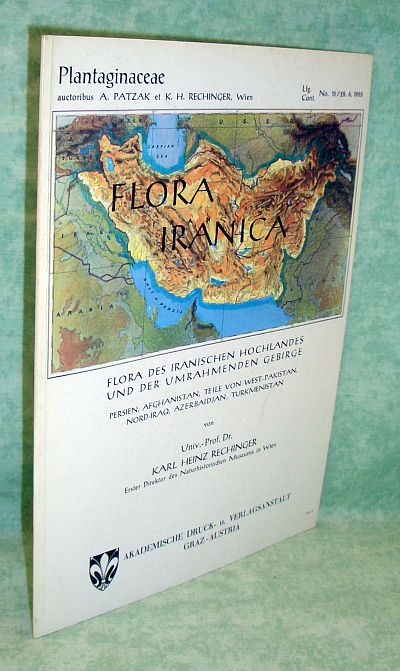 Plantaginaceae
auctoribus A. PATZAK et K. H. RECHINGER, Wien
Lfg.
Cont. No. 15/28. 6. 1965
CASPIAN
SEA
FLORA
IRANICA
ARABIA
FLORA DES IRANISCHEN HOCHLANDES
UND DER UMRAHMENDEN GEBIRGE
PERSIEN, AFGHANISTAN, TEILE VON WEST-PAKISTAN,
NORD-IRAQ, AZERBAIDJAN, TURKMENISTAN
von
Univ.-Prof. Dr.
KARL HEINZ RECHINGER
Erster Direktor des Naturhistorischen Museums in Wien
AKADEMISCHE DRUCK- u. VERLAGSANSTALT
GRAZ-AUSTRIA